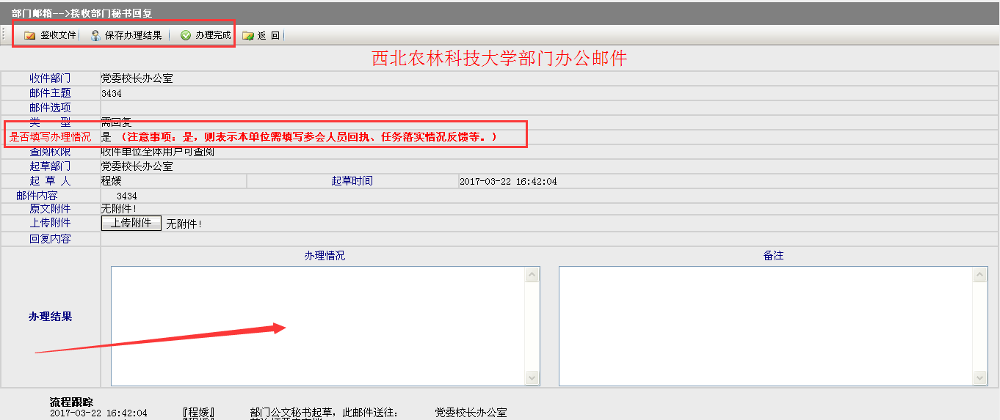 部门邮箱-->接收部门秘书回复
签收文件 保存办理结果 办理完成 返 回
西北农林科技大学部门办公邮件
收件部门 党委校长办公室
邮件主题 3434
邮件选项
类 型 需回复
是否填写办理情况 是 （注意事项：是，则表示本单位需填写参会人员回执、任务落实情况反馈等。）
查阅权限 收件单位全体用户可查阅
起草部门 党委校长办公室
起 草 人 程媛 起草时间 2017-03-22 16:42:04
邮件内容 3434
原文附件 无附件!
上传附件 上传附件 无附件!
回复内容
办理情况 备注
办理结果
流程跟踪
2017-03-22 16:42:04 『程媛』 部门公文秘书起草，此邮件送往： 党委校长办公室